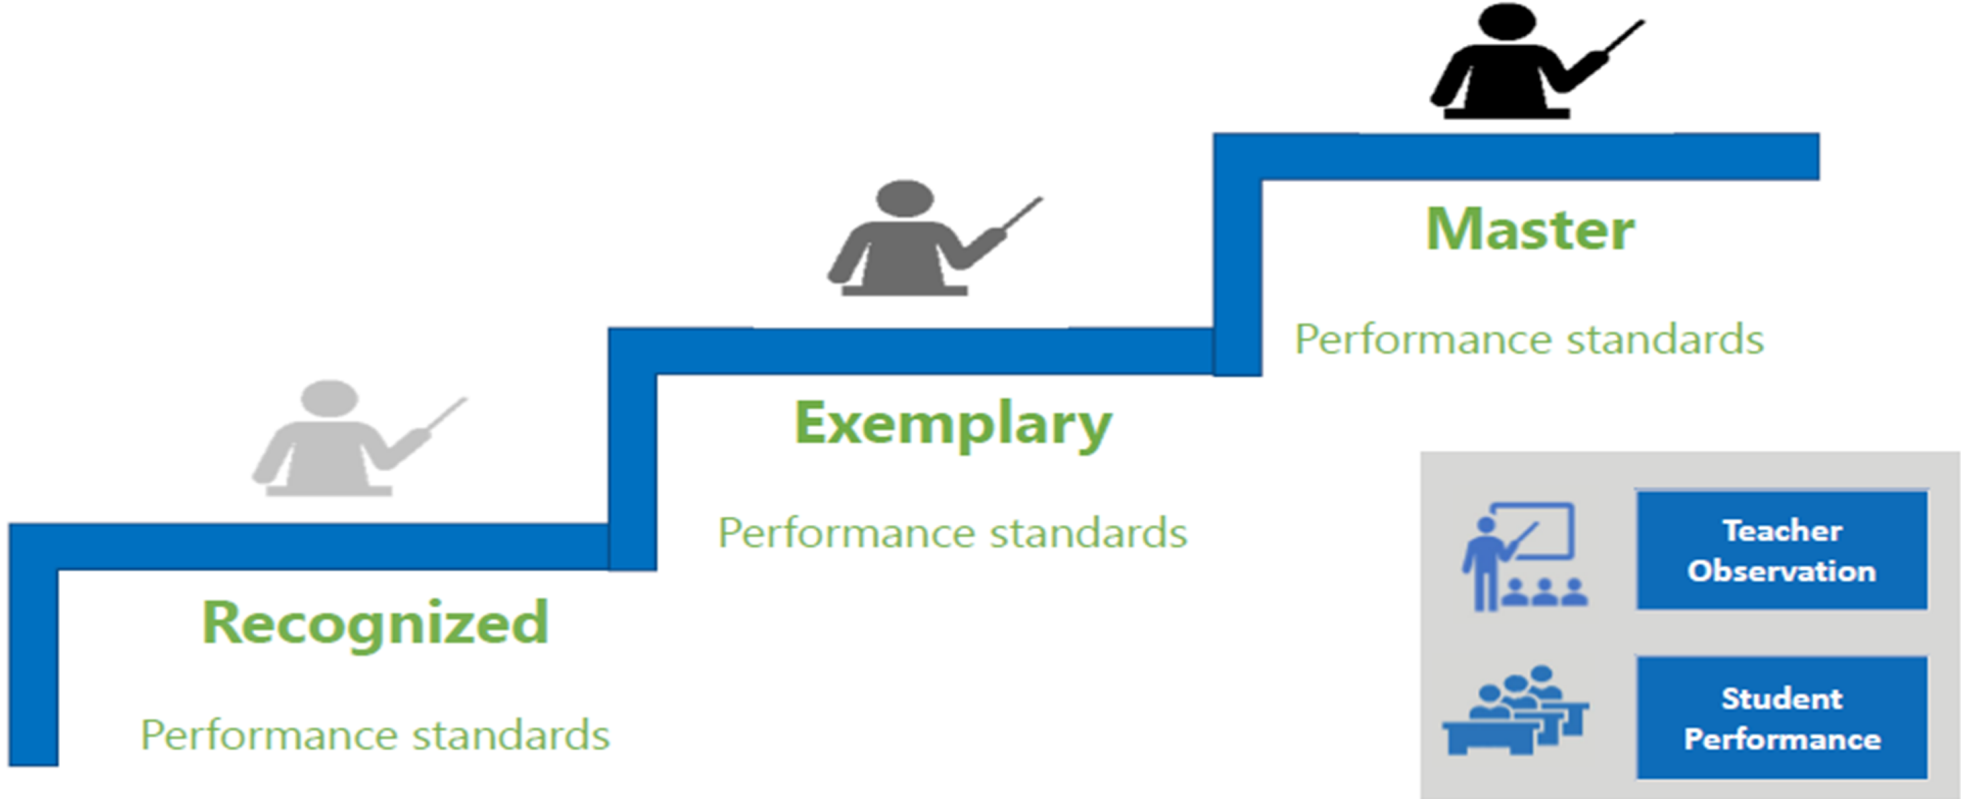 Master
Performance standards
Exemplary
Performance standards
Recognized
Performance standards
Teacher
Observation
Student
Performance